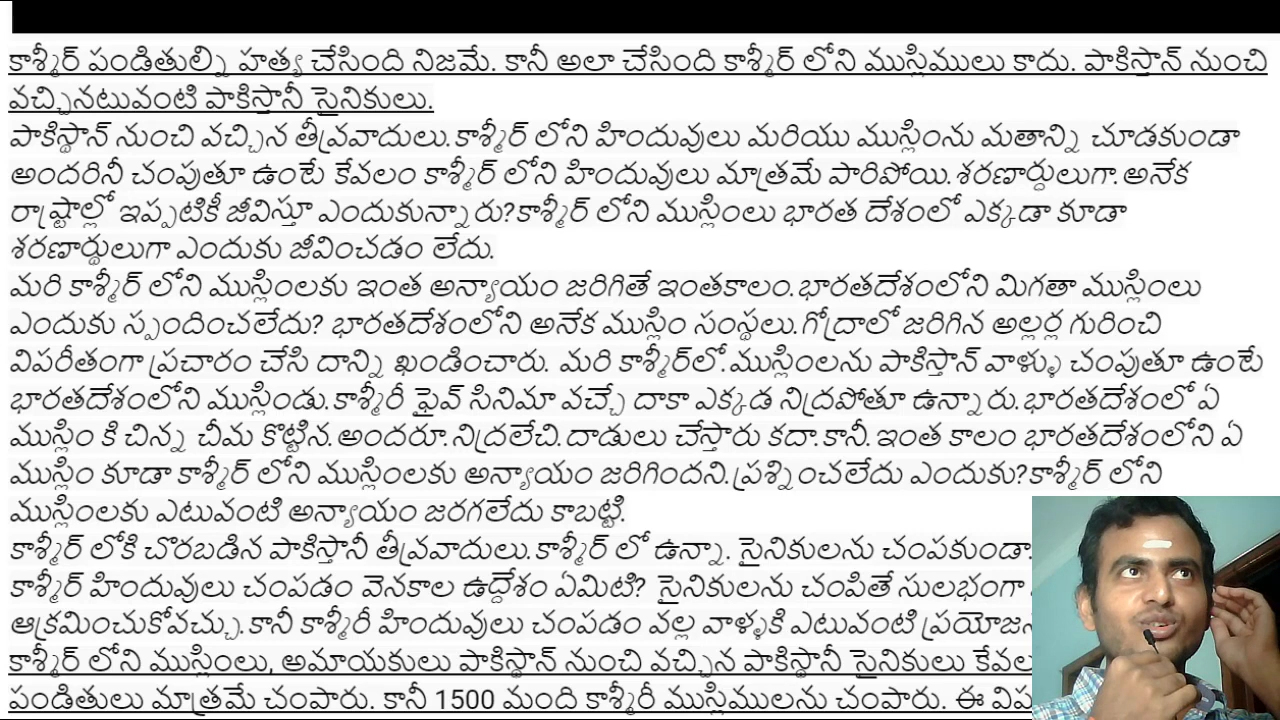 కాశ్మీర్ పండితుల్ని హత్య చేసింది నిజమే. కానీ అలా చేసింది కాశ్మీర్ లోని ముస్లిములు కాదు. పాకిస్తాన్ నుంచి
వచ్చినటువంటి పాకిస్తానీ సైనికులు.
పాకిస్థాన్ నుంచి వచ్చిన తీవ్రవాదులు.కాశ్మీర్ లోని హిందువులు మరియు ముస్లింను మతాన్ని చూడకుండా
అందరినీ చంపుతూ ఉంటే కేవలం కాశ్మీర్ లోని హిందువులు మాత్రమే పారిపోయి.శరణార్థులుగా.అనేక
రాష్ట్రాల్లో ఇప్పటికీ జీవిస్తూ ఎందుకున్నారు?కాశ్మీర్ లోని ముస్లింలు భారత దేశంలో ఎక్కడా కూడా
శరణార్థులుగా ఎందుకు జీవించడం లేదు.
మరి కాశ్మీర్ లోని ముస్లింలకు ఇంత అన్యాయం జరిగితే ఇంతకాలం.భారతదేశంలోని మిగతా ముస్లింలు
ఎందుకు స్పందించలేదు? భారతదేశంలోని అనేక ముస్లిం సంస్థలు.గోద్రాలో జరిగిన అల్లర్ల గురించి
విపరీతంగా ప్రచారం చేసి దాన్ని ఖండించారు. మరి కాశ్మీర్‌లో.ముస్లింలను పాకిస్తాన్ వాళ్ళు చంపుతూ ఉంటే
భారతదేశంలోని ముస్లిండు.కాశ్మీరీ ఫైవ్ సినిమా వచ్చే దాకా ఎక్కడ నిద్రపోతూ ఉన్నారు.భారతదేశంలో ఏ
ముస్లిం కి చిన్న చీమ కొట్టిన.అందరూ.నిద్రలేచి.దాడులు చేస్తారు కదా.కానీ.ఇంత కాలం భారతదేశంలోని ఏ
ముస్లిం కూడా కాశ్మీర్ లోని ముస్లింలకు అన్యాయం జరిగిందని.ప్రశ్నించలేదు ఎందుకు?కాశ్మీర్ లోని
ముస్లింలకు ఎటువంటి అన్యాయం జరగలేదు కాబట్టి.
కాశ్మీర్ లోకి చొరబడిన పాకిస్తానీ తీవ్రవాదులు.కాశ్మీర్ లో ఉన్నా. సైనికులను చంపకుండా
కాశ్మీర్ హిందువులు చంపడం వెనకాల ఉద్దేశం ఏమిటి? సైనికులను చంపితే సులభంగా
ఆక్రమించుకోవచ్చు.కానీ కాశ్మీరీ హిందువులు చంపడం వల్ల వాళ్ళకి ఎటువంటి
కాశ్మీర్ లోని ముస్లింలు, అమాయకులు పాకిస్థాన్ నుంచి వచ్చిన పాకిస్థానీ సైనికులు
పండితులు మాత్రమే చంపారు. కానీ 1500 మంది కాశ్మీరీ ముస్లిములను చంపారు. ఈ